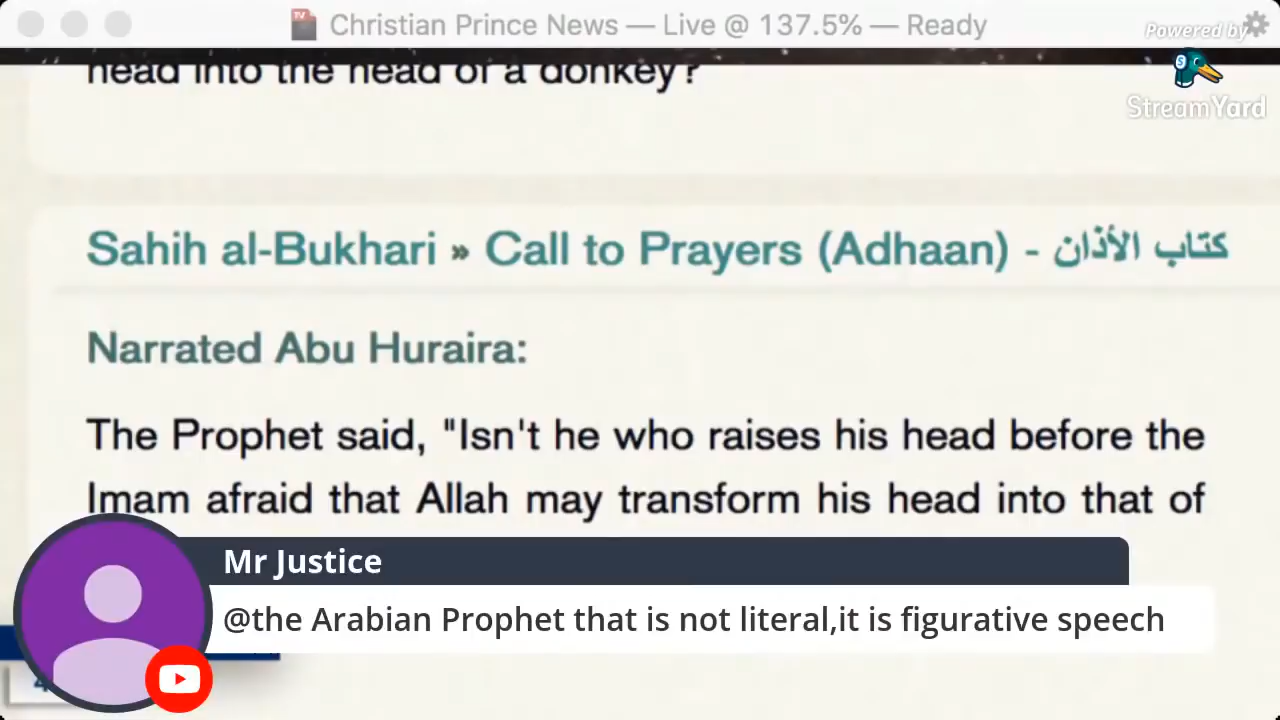 Christian Prince News — Live @ 137.5% — Ready
Powered by
StreamYard
head into the head of a donkey?
Sahih al-Bukhari » Call to Prayers (Adhaan) - كتاب الأذان
Narrated Abu Huraira:
The Prophet said, "Isn't he who raises his head before the
Imam afraid that Allah may transform his head into that of
Mr Justice
@the Arabian Prophet that is not literal,it is figurative speech